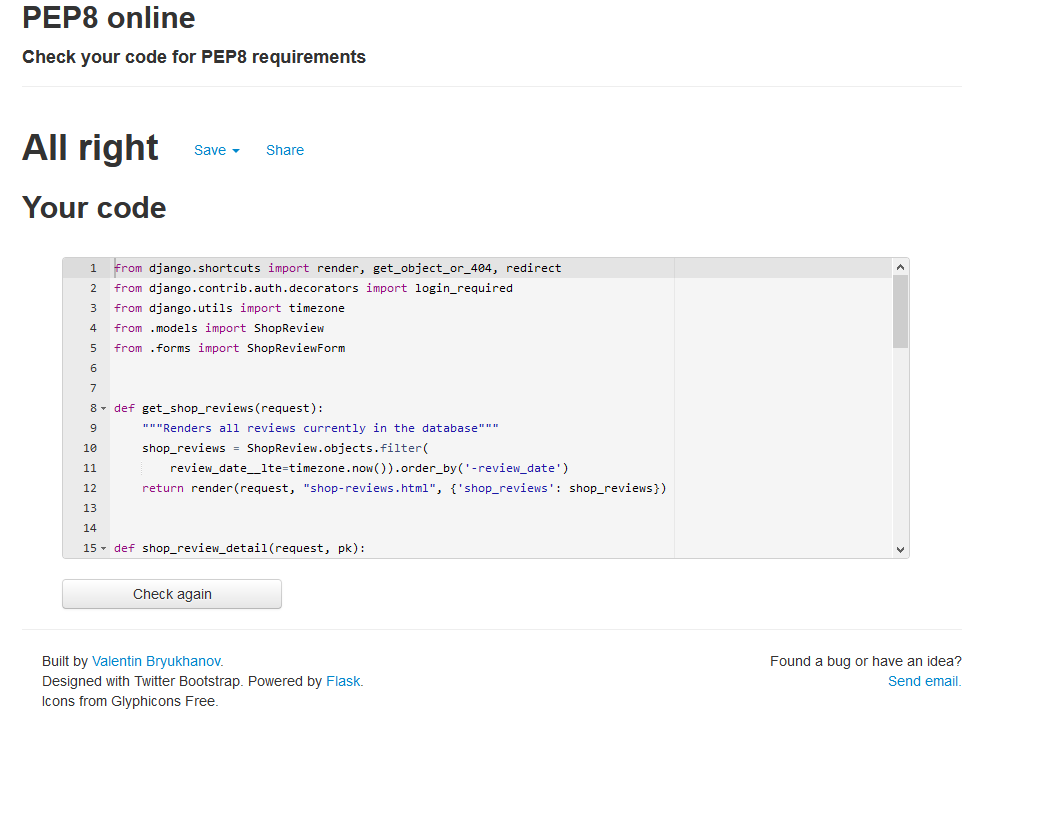 PEP8 online
Check your code for PEP8 requirements
All right Save Share
Your code
1 from django.shortcuts import render, get_object_or_404, redirect
2 from django.contrib.auth.decorators import login_required
3 from django.utils import timezone
4 from .models import ShopReview
5 from .forms import ShopReviewForm
6
7
8 def get_shop_reviews(request):
9 """Renders all reviews currently in the database"""
10 shop_reviews = ShopReview.objects.filter(
11 review_date__lte=timezone.now()).order_by('-review_date')
12 return render(request, "shop-reviews.html", {'shop_reviews': shop_reviews})
13
14
15 def shop_review_detail(request, pk):
Check again
Built by Valentin Bryukhanov. Found a bug or have an idea?
Designed with Twitter Bootstrap. Powered by Flask. Send email.
Icons from Glyphicons Free.